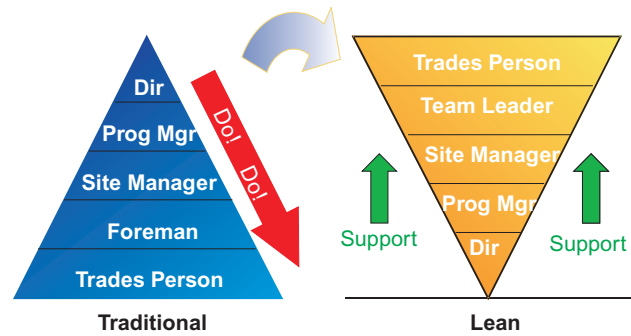 Dir
Prog Mgr
Site Manager
Foreman
Trades Person
Do! Do!
Traditional
Trades Person
Team Leader
Site Manager
Prog Mgr
Dir
Support
Support
Lean